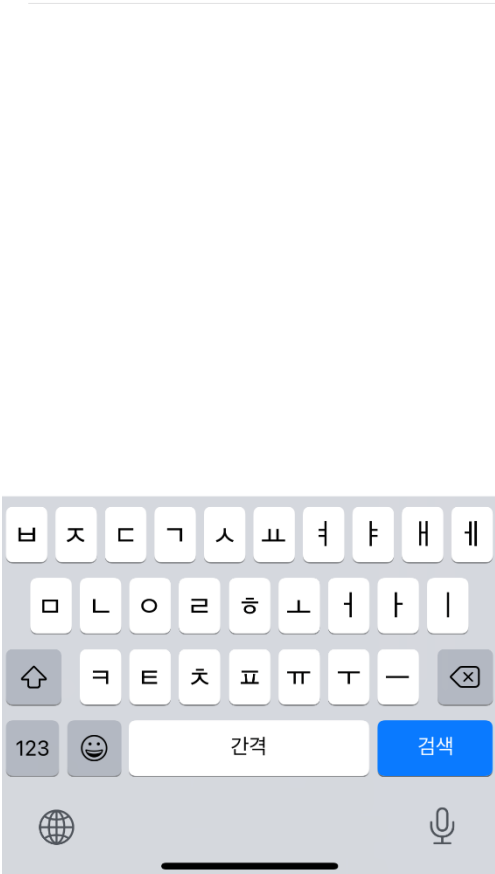 ㅂ ㅈ ㄷ ㄱ ㅅ ㅛ ㅕ ㅑ ㅐ ㅔ
ㅁ ㄴ ㅇ ㄹ ㅎ ㅗ ㅓ ㅏ ㅣ
ㅋ ㅌ ㅊ ㅍ ㅠ ㅜ ㅡ
123 간격 검색